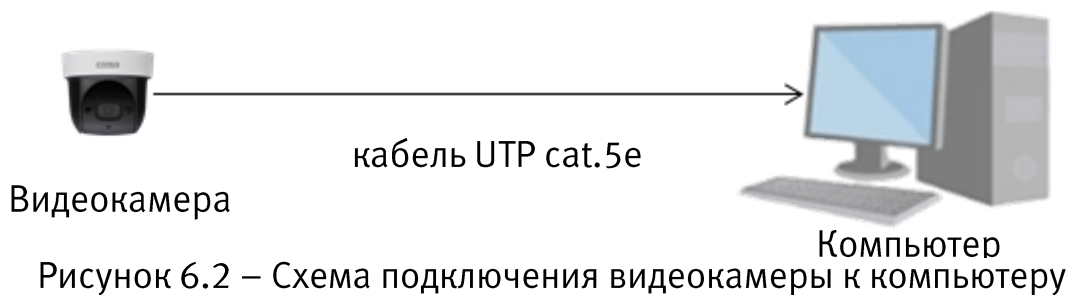 кабель UTP cat.5e
Видеокамера
Компьютер
Рисунок 6.2 – Схема подключения видеокамеры к компьютеру